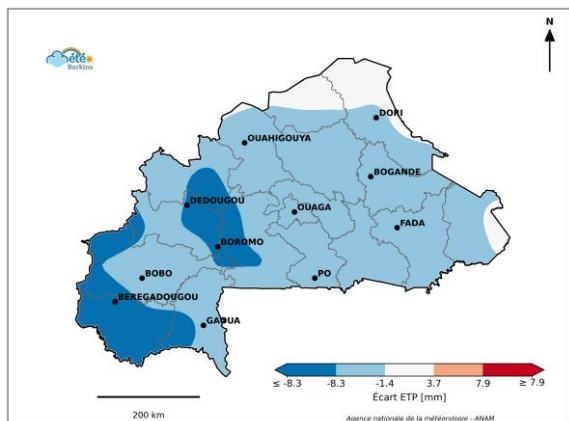 N
Météo
Burkina
DORI
OUAHIGOUYA
BOGANDE
DEDOUGOU
OUAGA
FADA
BOROMO
BOBO
PO
BEREGADOUGOU
GAOUA
≤ -8.3 -8.3 -1.4 3.7 7.9 ≥ 7.9
Écart ETP [mm]
200 km
Agence nationale de la météorologie - ANAM